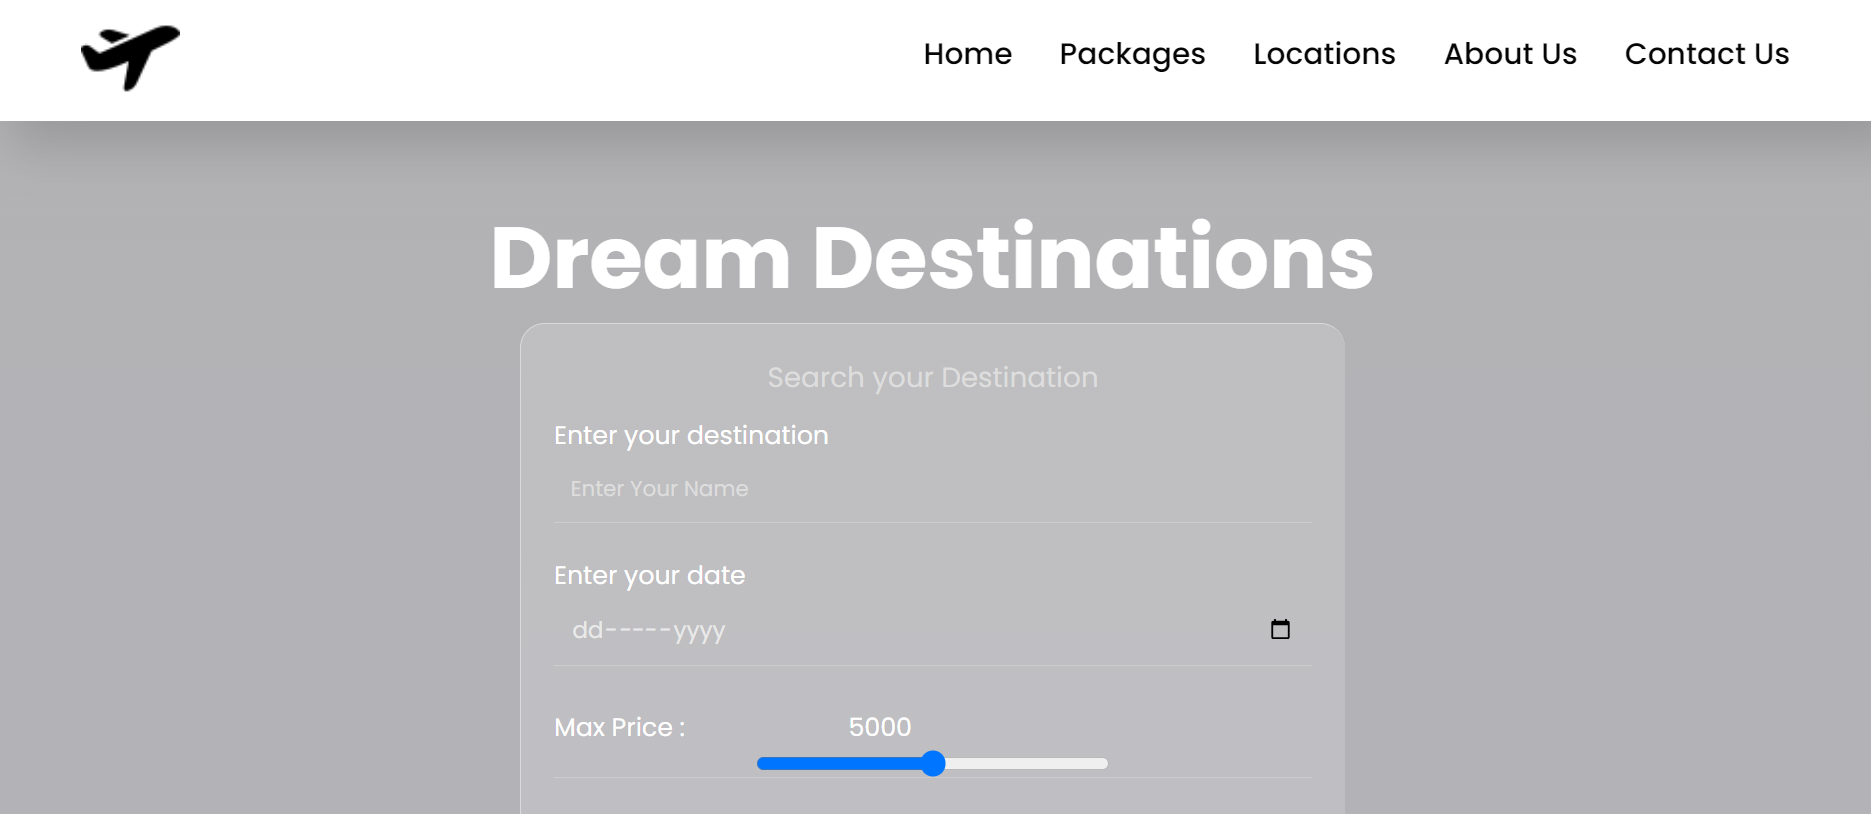 Home Packages Locations About Us Contact Us
Dream Destinations
Search your Destination
Enter your destination
Enter Your Name
Enter your date
dd-----yyyy
Max Price : 5000